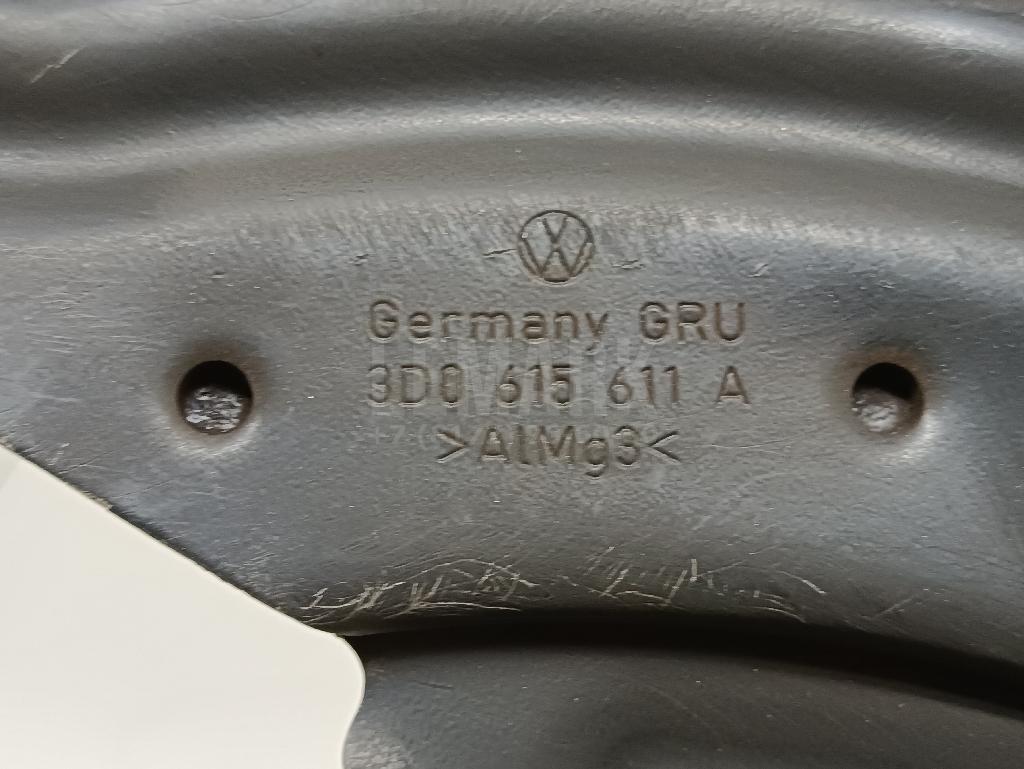 Germany GRU
3D0 615 611 A
>AlMg3<